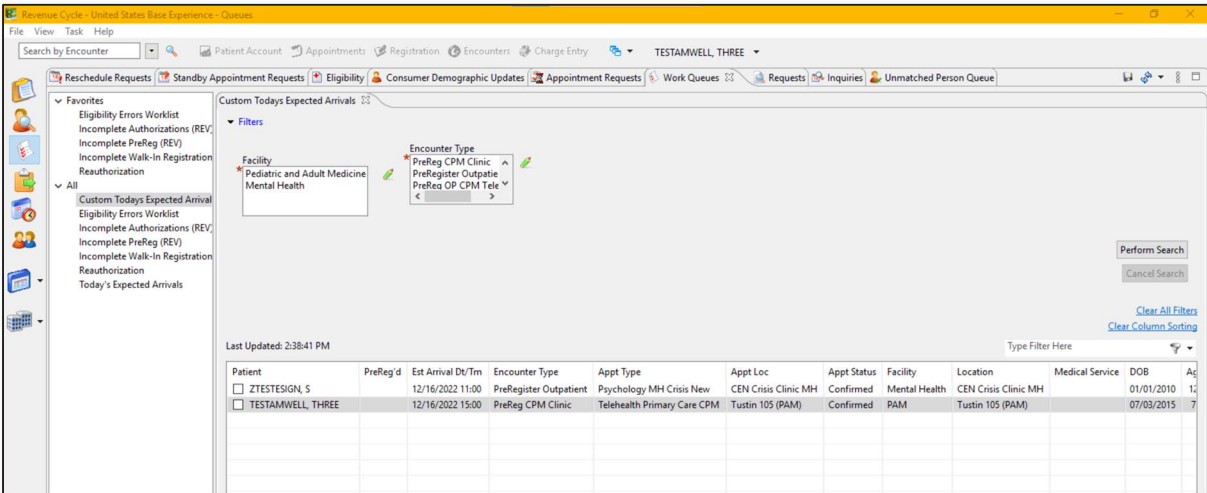 Revenue Cycle - United States Base Experience - Queues
File View Task Help
Search by Encounter Patient Account Appointments Registration Encounters Charge Entry TESTAMWELL, THREE
Reschedule Requests Standby Appointment Requests Eligibility Consumer Demographic Updates Appointment Requests Work Queues Requests Inquiries Unmatched Person Queue
Favorites
Eligibility Errors Worklist
Incomplete Authorizations (REV)
Incomplete PreReg (REV)
Incomplete Walk-In Registration
Reauthorization
All
Custom Todays Expected Arrival
Eligibility Errors Worklist
Incomplete Authorizations (REV)
Incomplete PreReg (REV)
Incomplete Walk-In Registration
Reauthorization
Today's Expected Arrivals
Custom Todays Expected Arrivals
Filters
Facility
* Pediatric and Adult Medicine
Mental Health
Encounter Type
* PreReg CPM Clinic
PreRegister Outpatie
PreReg OP CPM Tele
Perform Search
Cancel Search
Clear All Filters
Clear Column Sorting
Last Updated: 2:38:41 PM
Type Filter Here
Patient PreReg'd Est Arrival Dt/Tm Encounter Type Appt Type Appt Loc Appt Status Facility Location Medical Service DOB Ag
ZTESTESIGN, S 12/16/2022 11:00 PreRegister Outpatient Psychology MH Crisis New CEN Crisis Clinic MH Confirmed Mental Health CEN Crisis Clinic MH 01/01/2010 12
TESTAMWELL, THREE 12/16/2022 15:00 PreReg CPM Clinic Telehealth Primary Care CPM Tustin 105 (PAM) Confirmed PAM Tustin 105 (PAM) 07/03/2015 7